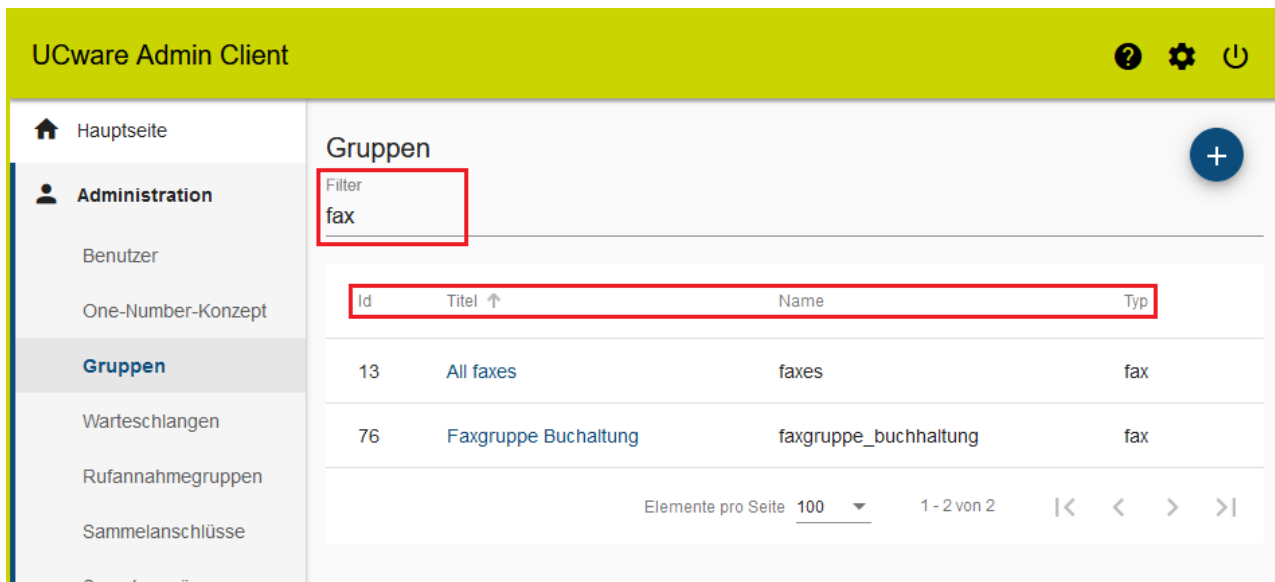 UCware Admin Client
Hauptseite
Administration
Benutzer
One-Number-Konzept
Gruppen
Warteschlangen
Rufannahmegruppen
Sammelanschlüsse
Gruppen
Filter
fax
Id Titel Name Typ
13 All faxes faxes fax
76 Faxgruppe Buchaltung faxgruppe_buchhaltung fax
Elemente pro Seite 100 1 - 2 von 2